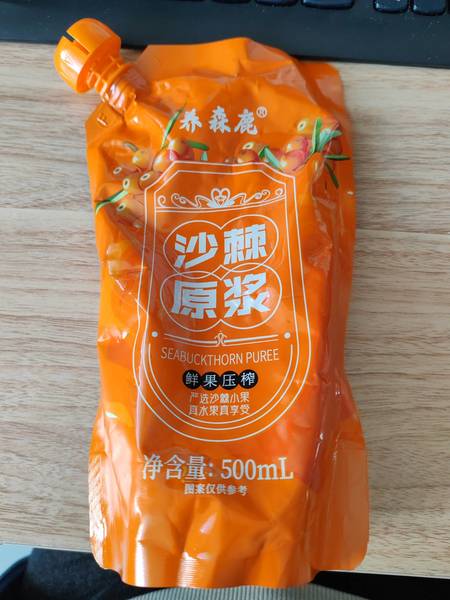 养森鹿®
沙棘
原浆
SEABUCKTHORN PUREE
鲜果压榨
严选沙棘小果
真水果真享受
净含量: 500mL
图案仅供参考